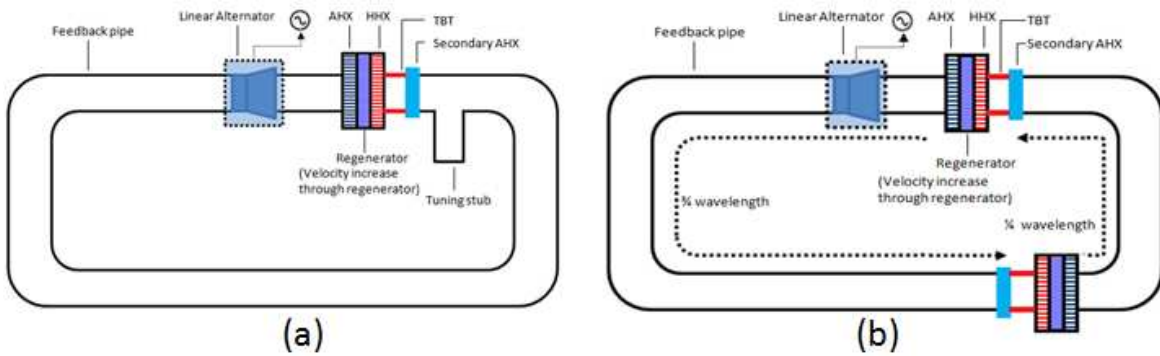 Linear Alternator
AHX HHX
TBT
Feedback pipe
Secondary AHX
Regenerator
(Velocity increase
through regenerator)
Tuning stub
(a)
Linear Alternator
AHX HHX
TBT
Feedback pipe
Secondary AHX
Regenerator
(Velocity increase
through regenerator)
¾ wavelength
¼ wavelength
(b)